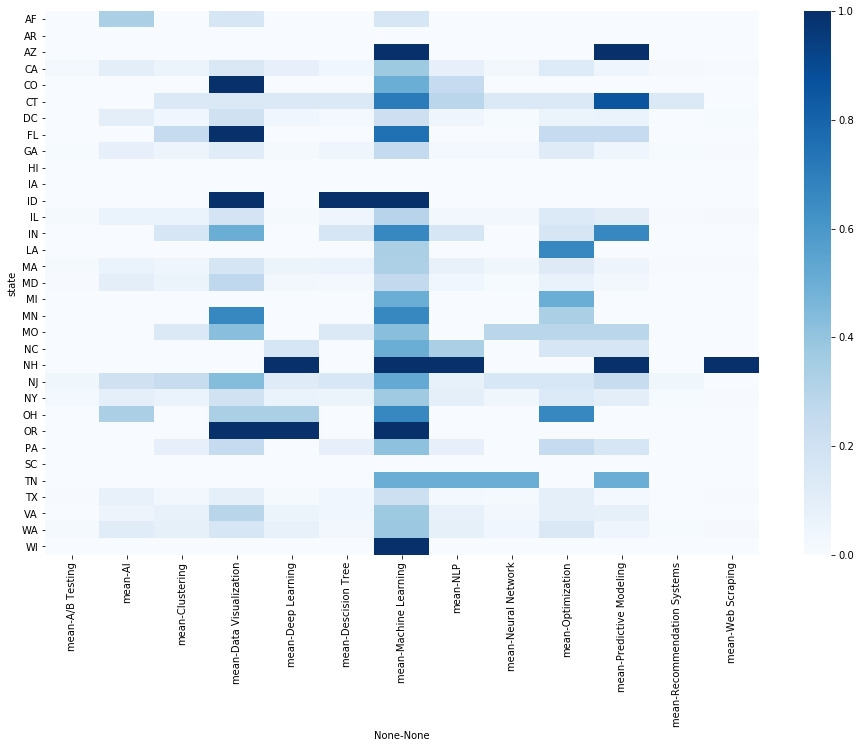 AF
AR
AZ
CA
CO
CT
DC
FL
GA
HI
IA
ID
IL
IN
LA
MA
MD
MI
MN
MO
NC
NH
NJ
NY
OH
OR
PA
SC
TN
TX
VA
WA
WI
state
mean-A/B Testing
mean-AI
mean-Clustering
mean-Data Visualization
mean-Deep Learning
mean-Descision Tree
mean-Machine Learning
mean-NLP
mean-Neural Network
mean-Optimization
mean-Predictive Modeling
mean-Recommendation Systems
mean-Web Scraping
None-None
1.0
0.8
0.6
0.4
0.2
0.0